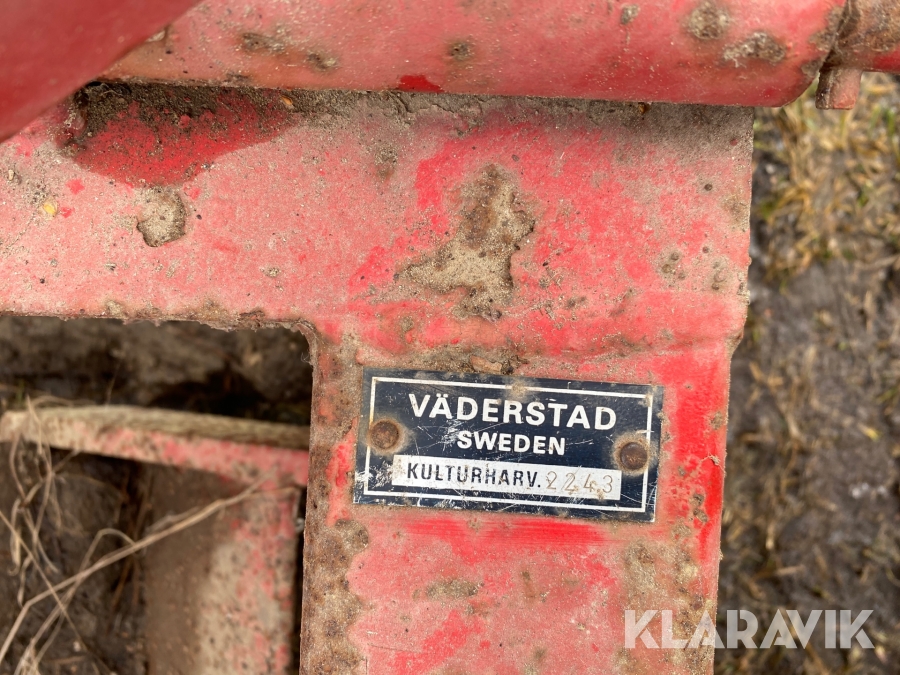 VÄDERSTAD
SWEDEN
KULTURHARV. 2243
KLARAVIK